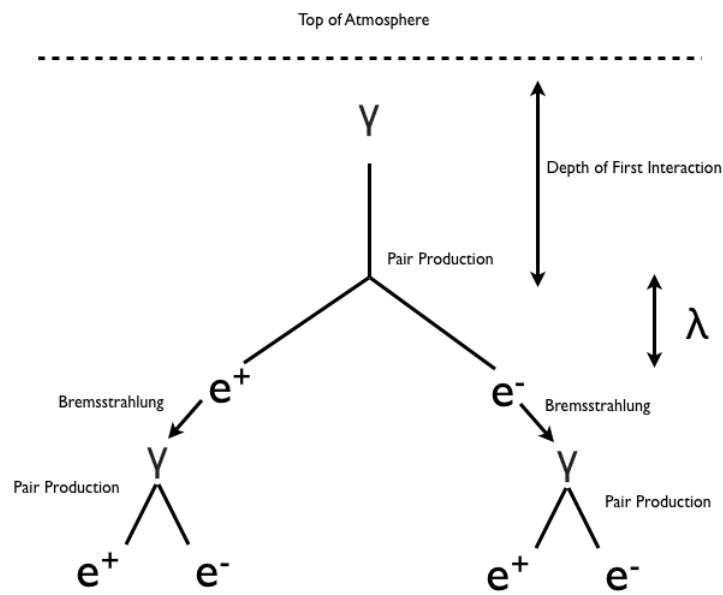 Top of Atmosphere
γ
Depth of First Interaction
Pair Production
λ
e⁺
e⁻
Bremsstrahlung
Bremsstrahlung
γ
γ
Pair Production
Pair Production
e⁺ e⁻
e⁺ e⁻